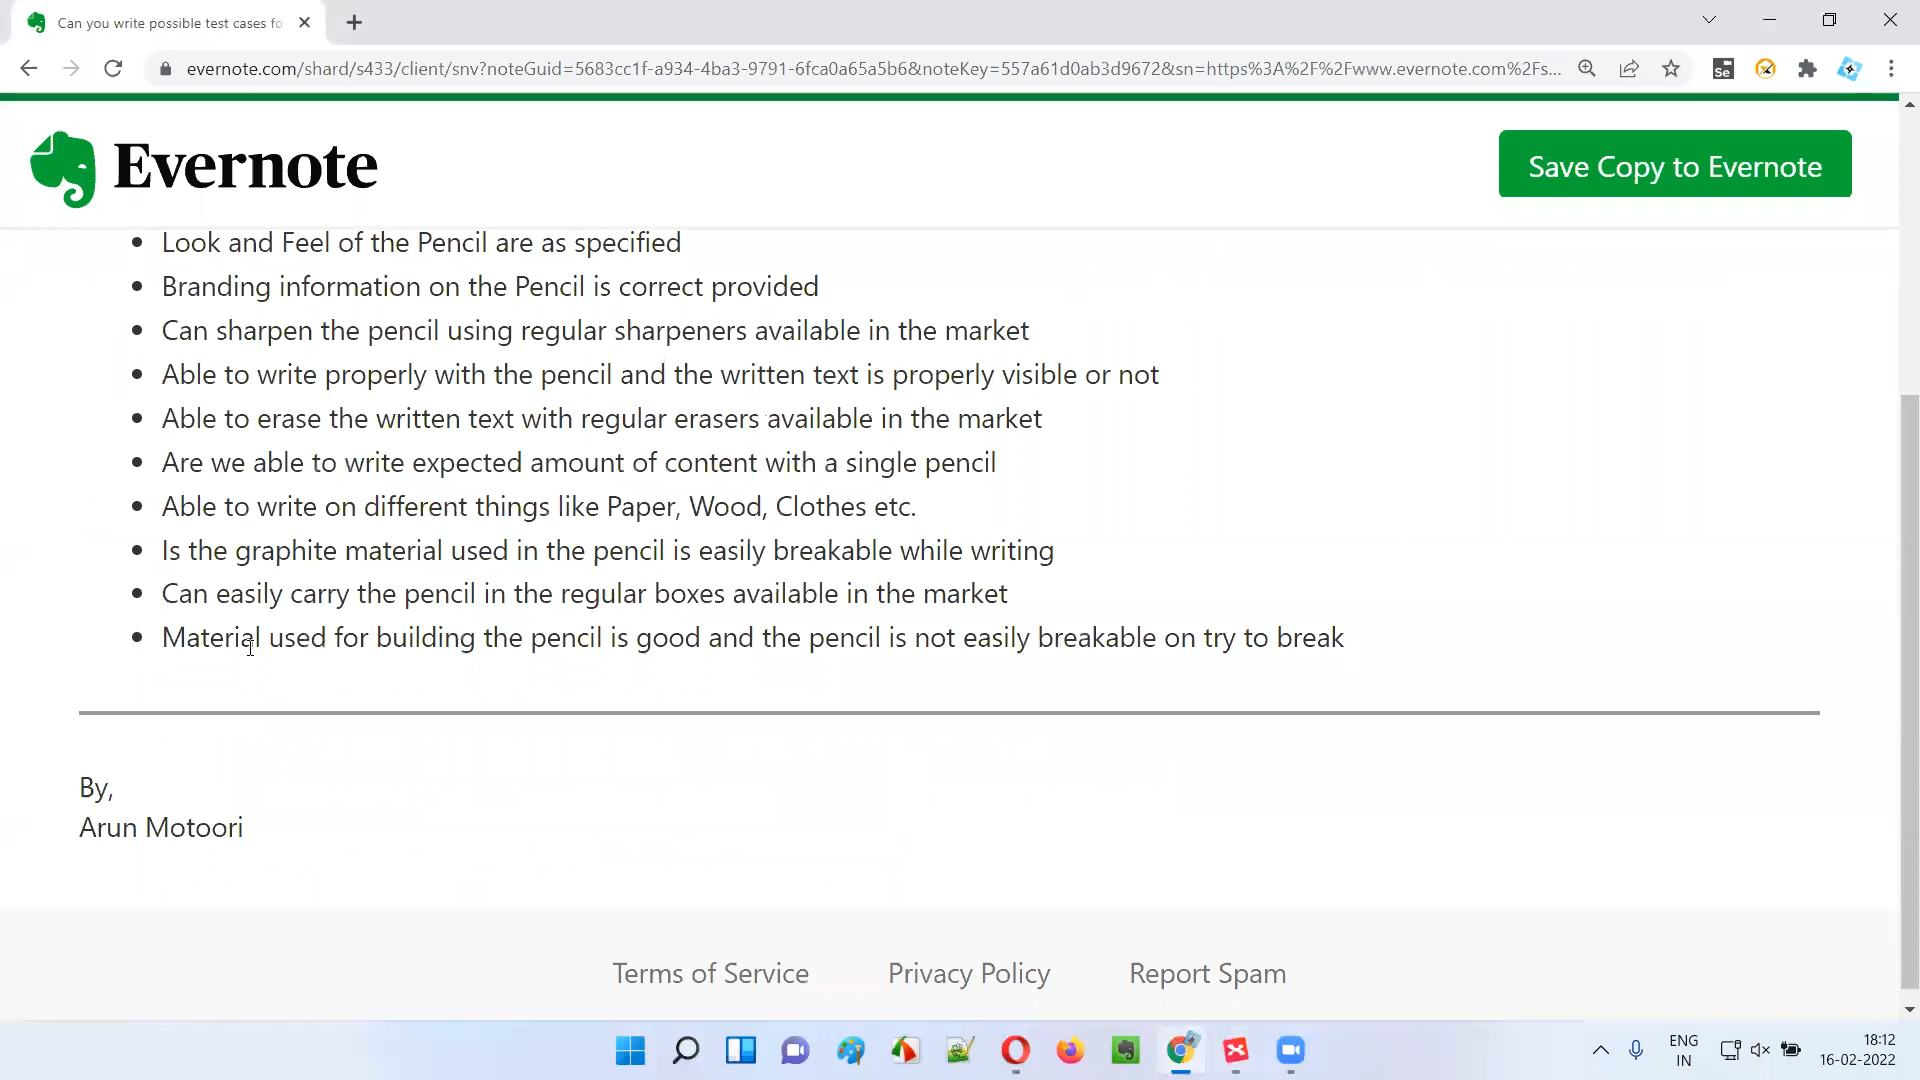 Can you write possible test cases fo
evernote.com/shard/s433/client/snv?noteGuid=5683cc1f-a934-4ba3-9791-6fca0a65a5b6&noteKey=557a61d0ab3d9672&sn=https%3A%2F%2Fwww.evernote.com%2Fs...
Se
Evernote
Save Copy to Evernote
• Look and Feel of the Pencil are as specified
• Branding information on the Pencil is correct provided
• Can sharpen the pencil using regular sharpeners available in the market
• Able to write properly with the pencil and the written text is properly visible or not
• Able to erase the written text with regular erasers available in the market
• Are we able to write expected amount of content with a single pencil
• Able to write on different things like Paper, Wood, Clothes etc.
• Is the graphite material used in the pencil is easily breakable while writing
• Can easily carry the pencil in the regular boxes available in the market
• Material used for building the pencil is good and the pencil is not easily breakable on try to break
By,
Arun Motoori
Terms of Service Privacy Policy Report Spam
ENG
IN
18:12
16-02-2022